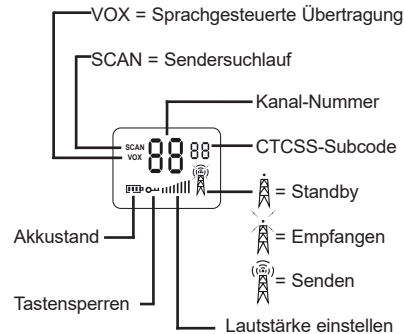 VOX = Sprachgesteuerte Übertragung
SCAN = Sendersuchlauf
Kanal-Nummer
SCAN
VOX
88
88
CTCSS-Subcode
= Standby
Akkustand
= Empfangen
= Senden
Tastensperren
Lautstärke einstellen